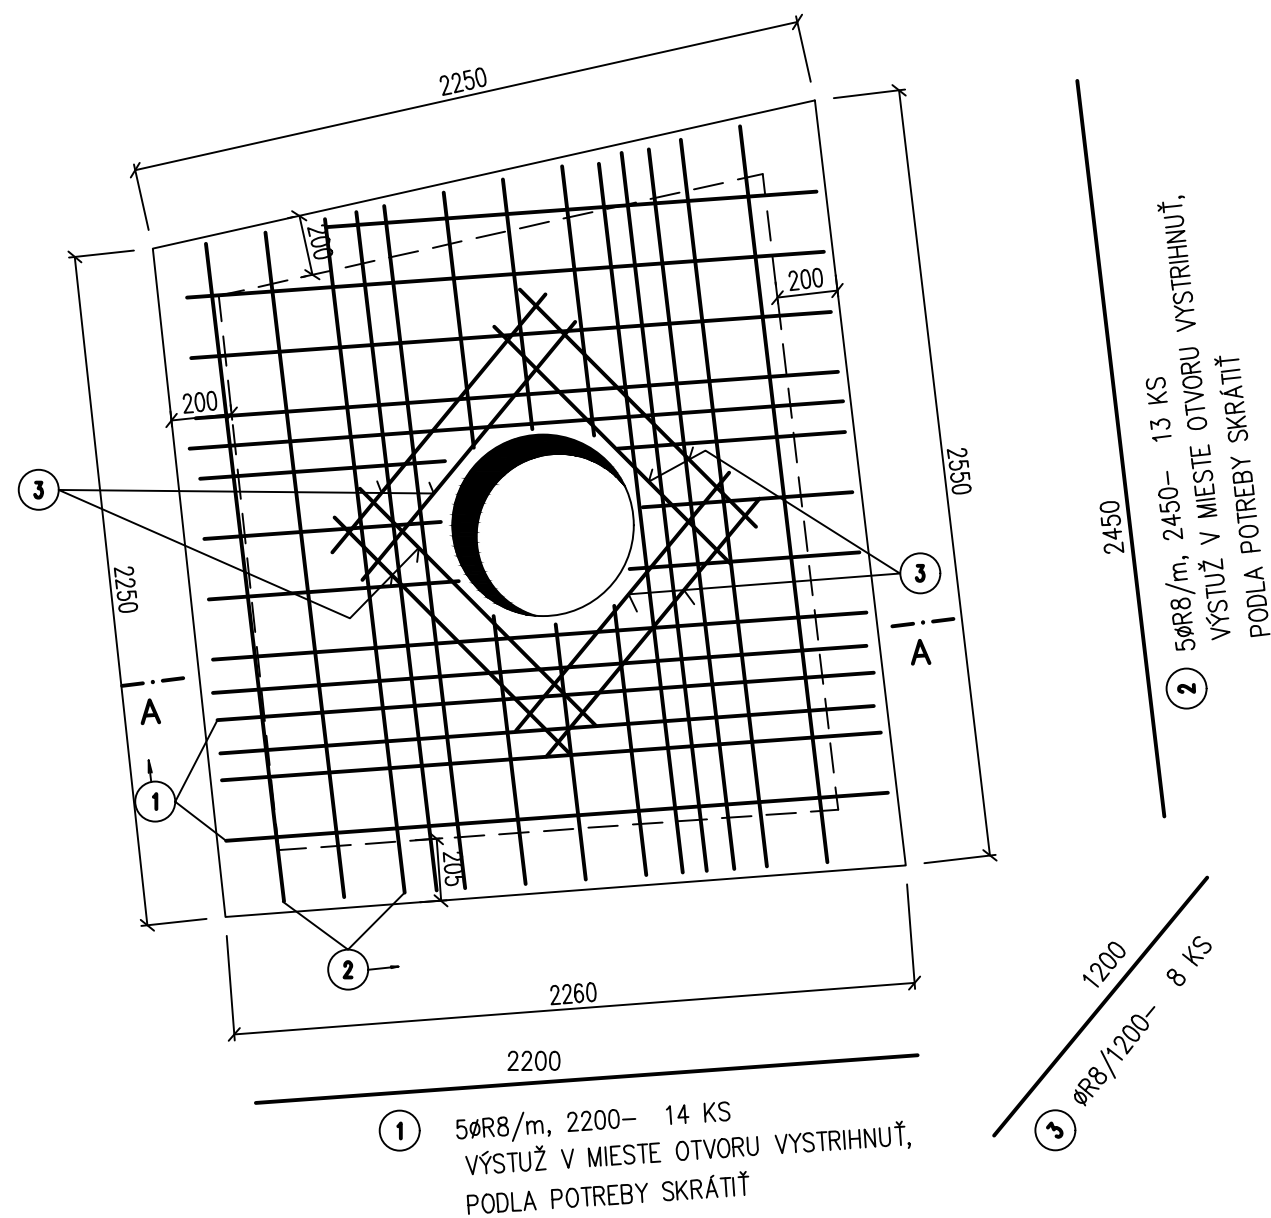 2250
200
200
200
3
2250
A
1
205
2
2260
2200
1
5øR8/m, 2200– 14 KS
VÝSTUŽ V MIESTE OTVORU VYSTRIHNUŤ,
PODLA POTREBY SKRÁTIŤ
2550
3
A
2450
2
5øR8/m, 2450– 13 KS
VÝSTUŽ V MIESTE OTVORU VYSTRIHNUŤ,
PODLA POTREBY SKRÁTIŤ
1200
3
øR8/1200– 8 KS